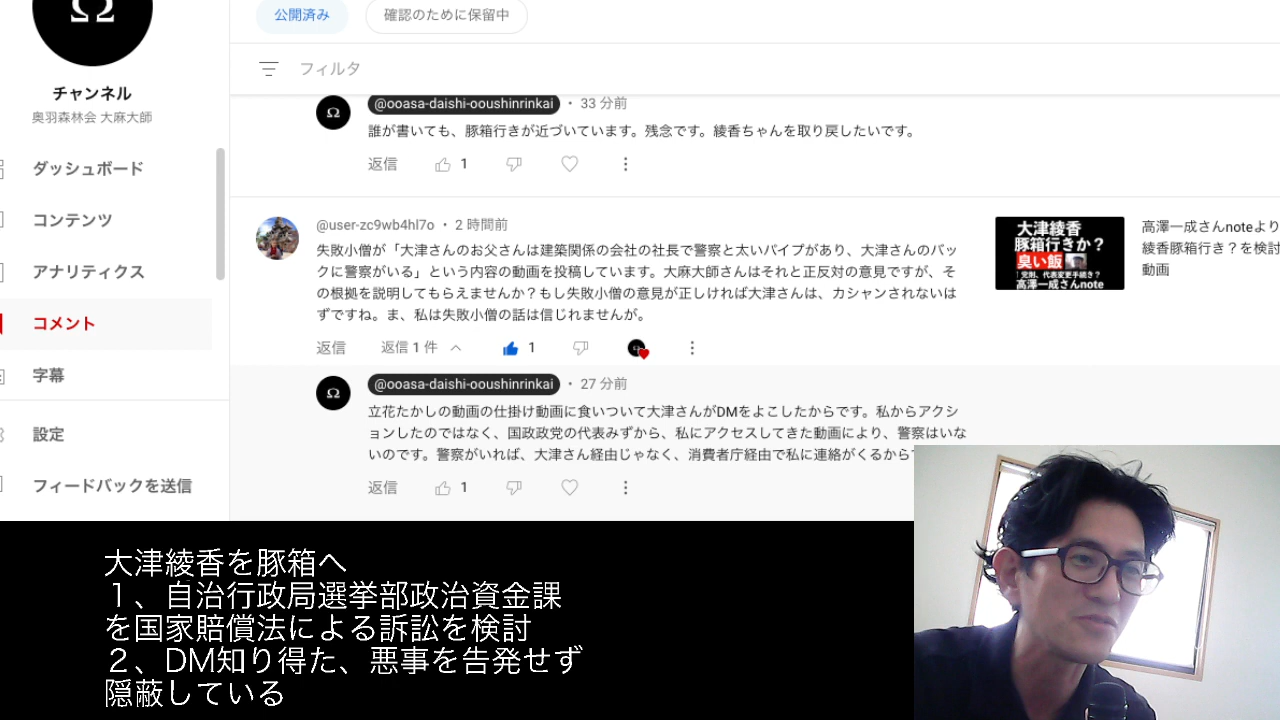 公開済み
確認のために保留中
フィルタ
チャンネル
奥羽森林会 大麻大師
ダッシュボード
コンテンツ
アナリティクス
コメント
字幕
設定
フィードバックを送信
@ooasa-daishi-ooushinrinkai ・ 33 分前
誰が書いても、豚箱行きが近づいています。残念です。綾香ちゃんを取り戻したいです。
返信 1
@user-zc9wb4hl7o ・ 2 時間前
失敗小僧が「大津さんのお父さんは建築関係の会社の社長で警察と太いパイプがあり、大津さんのバッ
クに警察がいる」という内容の動画を投稿しています。大麻大師さんはそれと正反対の意見ですが、そ
の根拠を説明してもらえませんか？もし失敗小僧の意見が正しければ大津さんは、カシャンされないは
ずですね。ま、私は失敗小僧の話は信じれませんが。
返信 返信 1 件 1
大津綾香
豚箱行きか？
臭い飯
党則、代表変更手続き？
高澤一成さんnote
高澤一成さんnoteより
綾香豚箱行き？を検討
動画
@ooasa-daishi-ooushinrinkai ・ 27 分前
立花たかしの動画の仕掛け動画に食いついて大津さんがDMをよこしたからです。私からアクシ
ョンしたのではなく、国政政党の代表みずから、私にアクセスしてきた動画により、警察はいな
いのです。警察がいれば、大津さん経由じゃなく、消費者庁経由で私に連絡がくるから
返信 1
大津綾香を豚箱へ
１、自治行政局選挙部政治資金課
を国家賠償法による訴訟を検討
２、DM知り得た、悪事を告発せず
隠蔽している